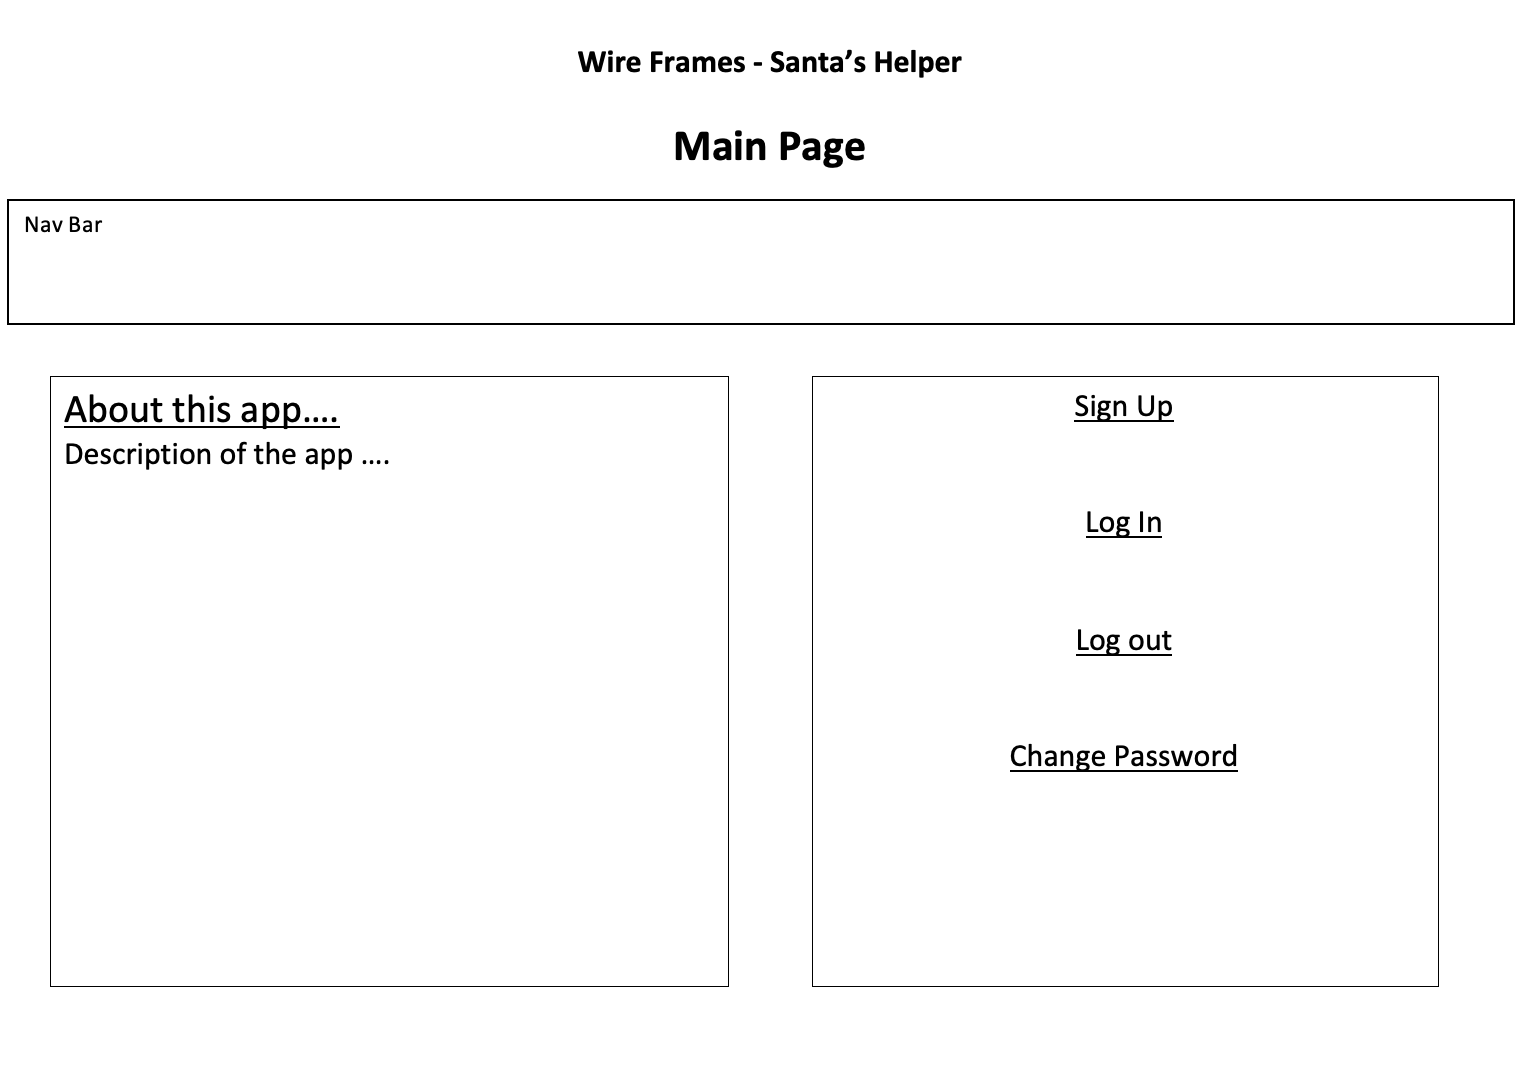 Wire Frames - Santa’s Helper
Main Page
Nav Bar
About this app....
Description of the app ....
Sign Up
Log In
Log out
Change Password